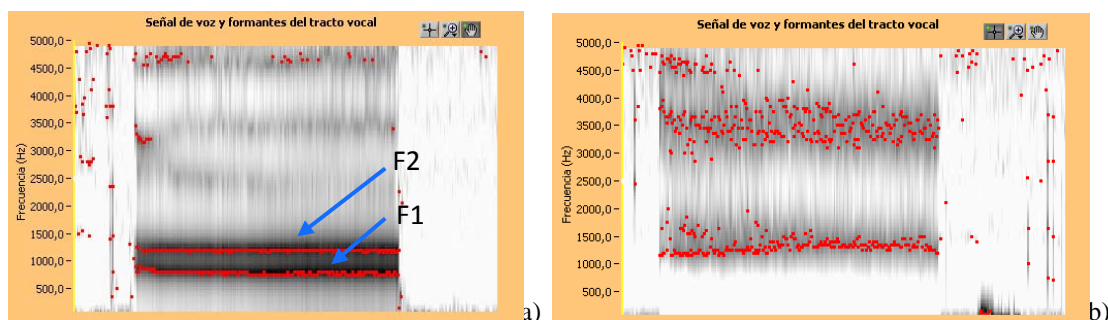 Señal de voz y formantes del tracto vocal
5000,0
4500,0
4000,0
3500,0
3000,0
2500,0
2000,0
1500,0
1000,0
500,0
Frecuencia (Hz)
F2
F1
a)
Señal de voz y formantes del tracto vocal
5000,0
4500,0
4000,0
3500,0
3000,0
2500,0
2000,0
1500,0
1000,0
500,0
Frecuencia (Hz)
b)